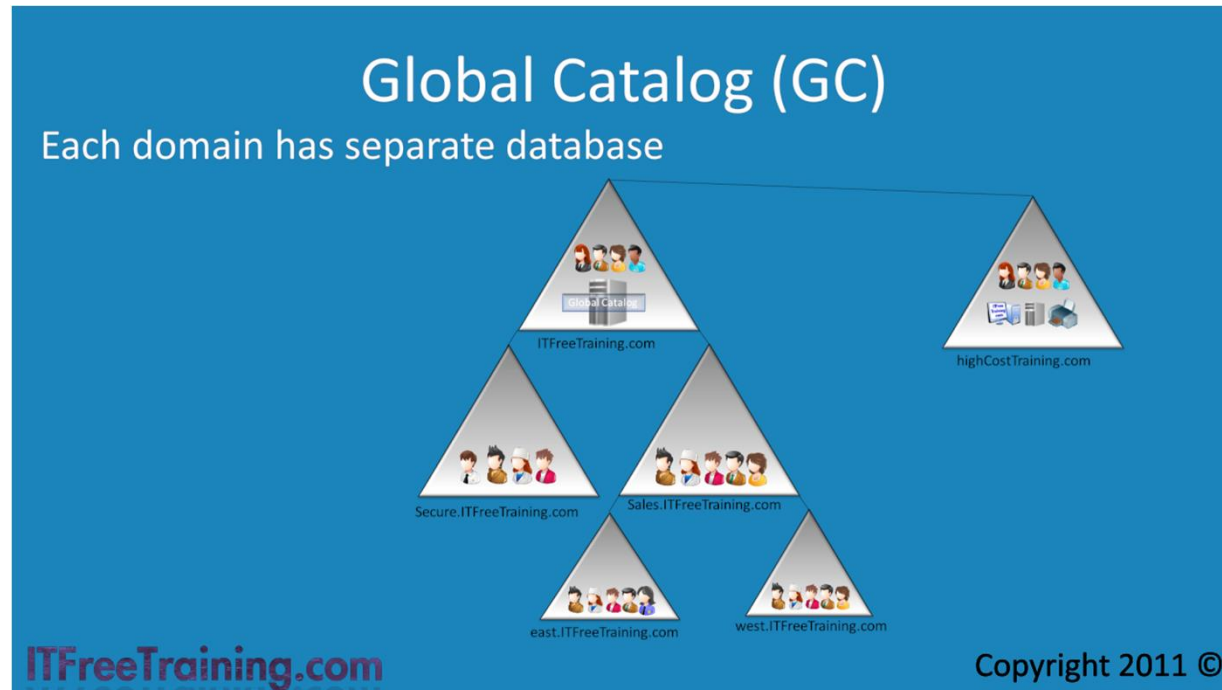 Global Catalog (GC)
Each domain has separate database
Global Catalog
ITFreeTraining.com
highCostTraining.com
Secure.ITFreeTraining.com
Sales.ITFreeTraining.com
east.ITFreeTraining.com
west.ITFreeTraining.com
ITFreeTraining.com
Copyright 2011 ©